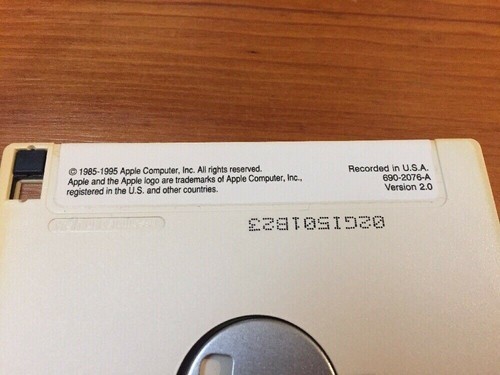 © 1985-1995 Apple Computer, Inc. All rights reserved.
Apple and the Apple logo are trademarks of Apple Computer, Inc.,
registered in the U.S. and other countries.
Recorded in U.S.A.
690-2076-A
Version 2.0
02GI501B23